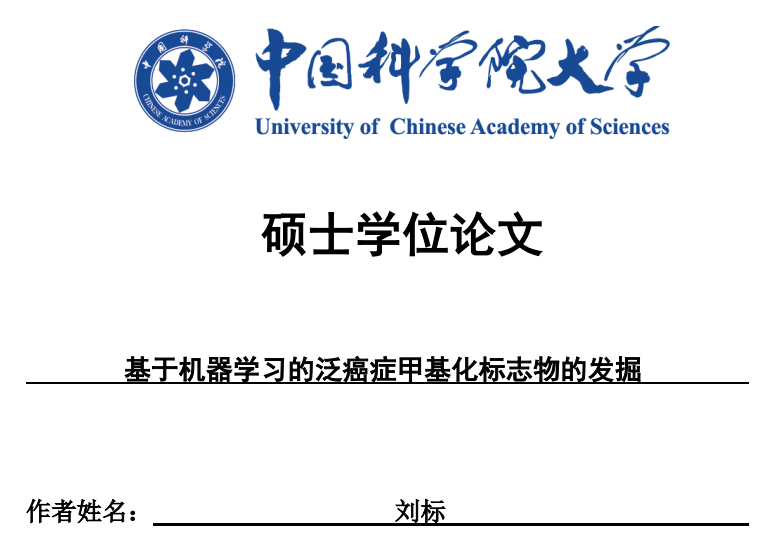 中国科学院
CHINESE ACADEMY OF SCIENCES
中国科学院大学
University of Chinese Academy of Sciences
硕士学位论文
基于机器学习的泛癌症甲基化标志物的发掘
作者姓名： 刘标